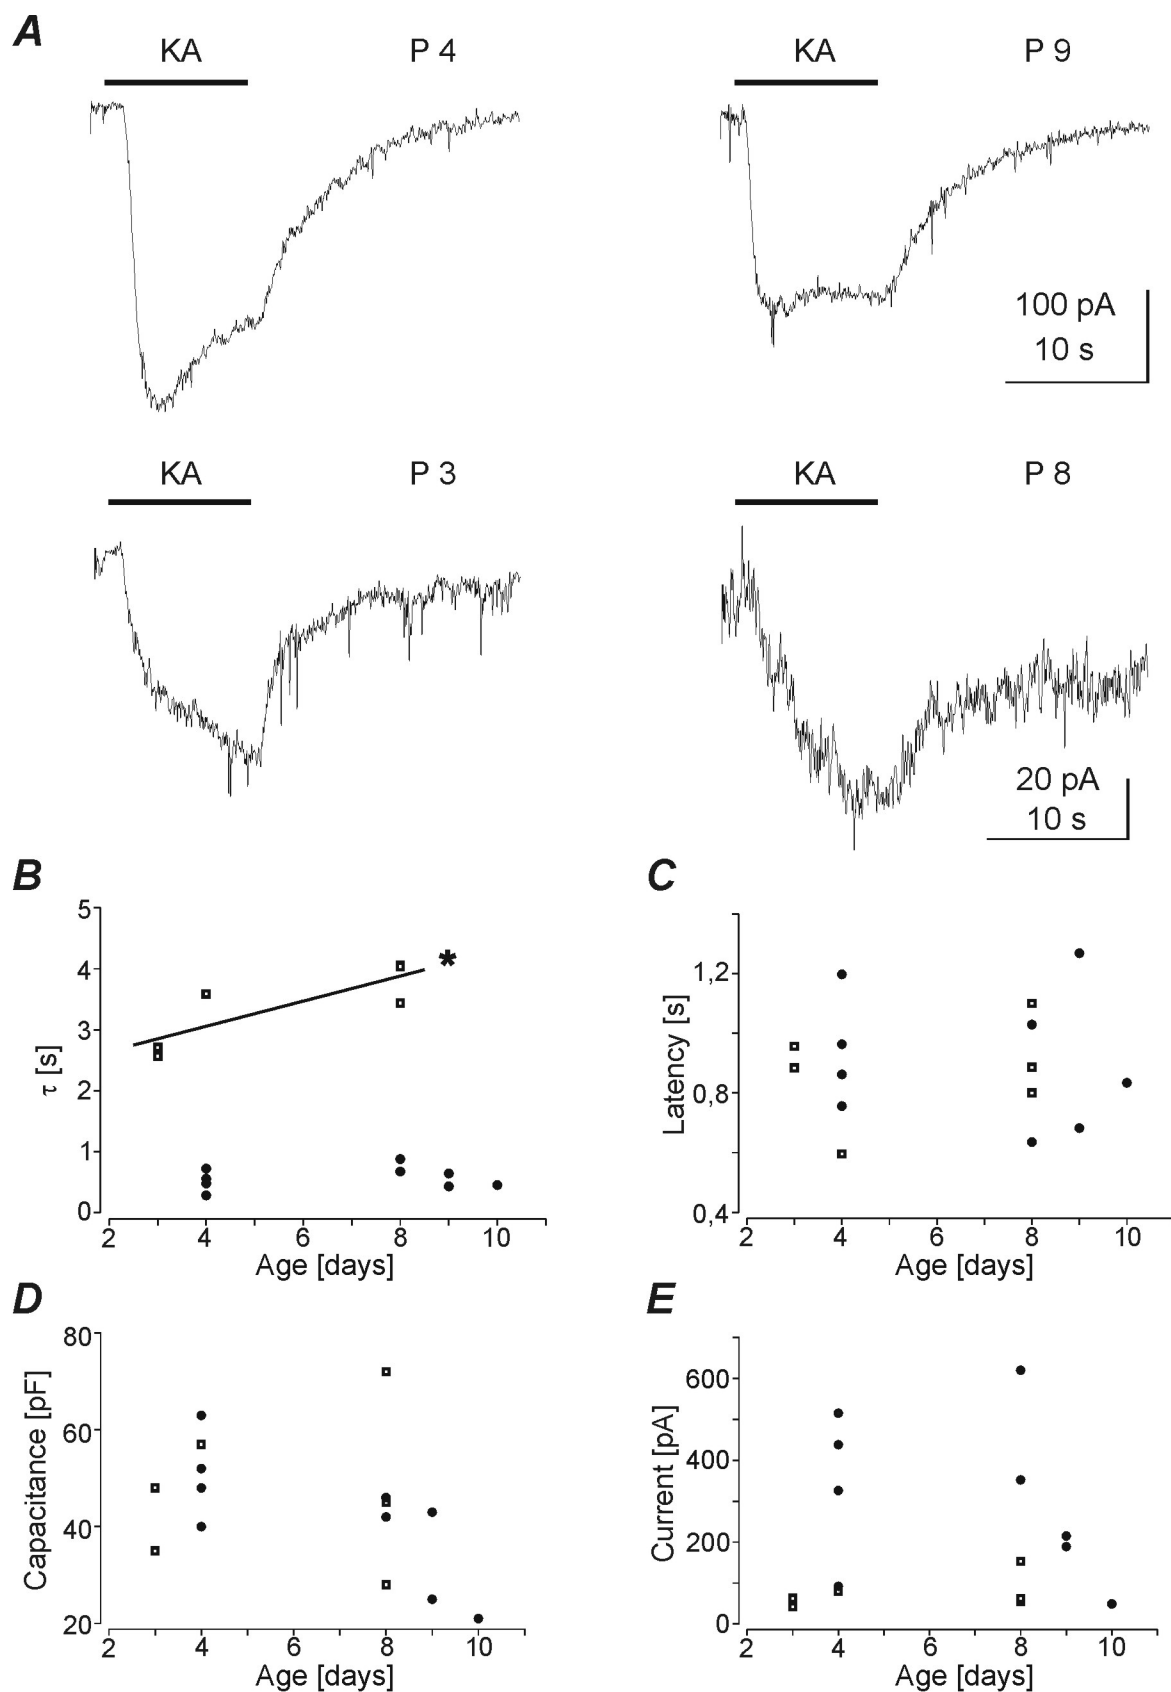 A
KA P 4
KA P 9
100 pA
10 s
KA P 3
KA P 8
20 pA
10 s
B
C
5
4
3
2
1
0
τ [s]
*
2 4 6 8 10
Age [days]
1,2
0,8
0,4
Latency [s]
2 4 6 8 10
Age [days]
D
E
80
60
40
20
Capacitance [pF]
2 4 6 8 10
Age [days]
600
400
200
0
Current [pA]
2 4 6 8 10
Age [days]